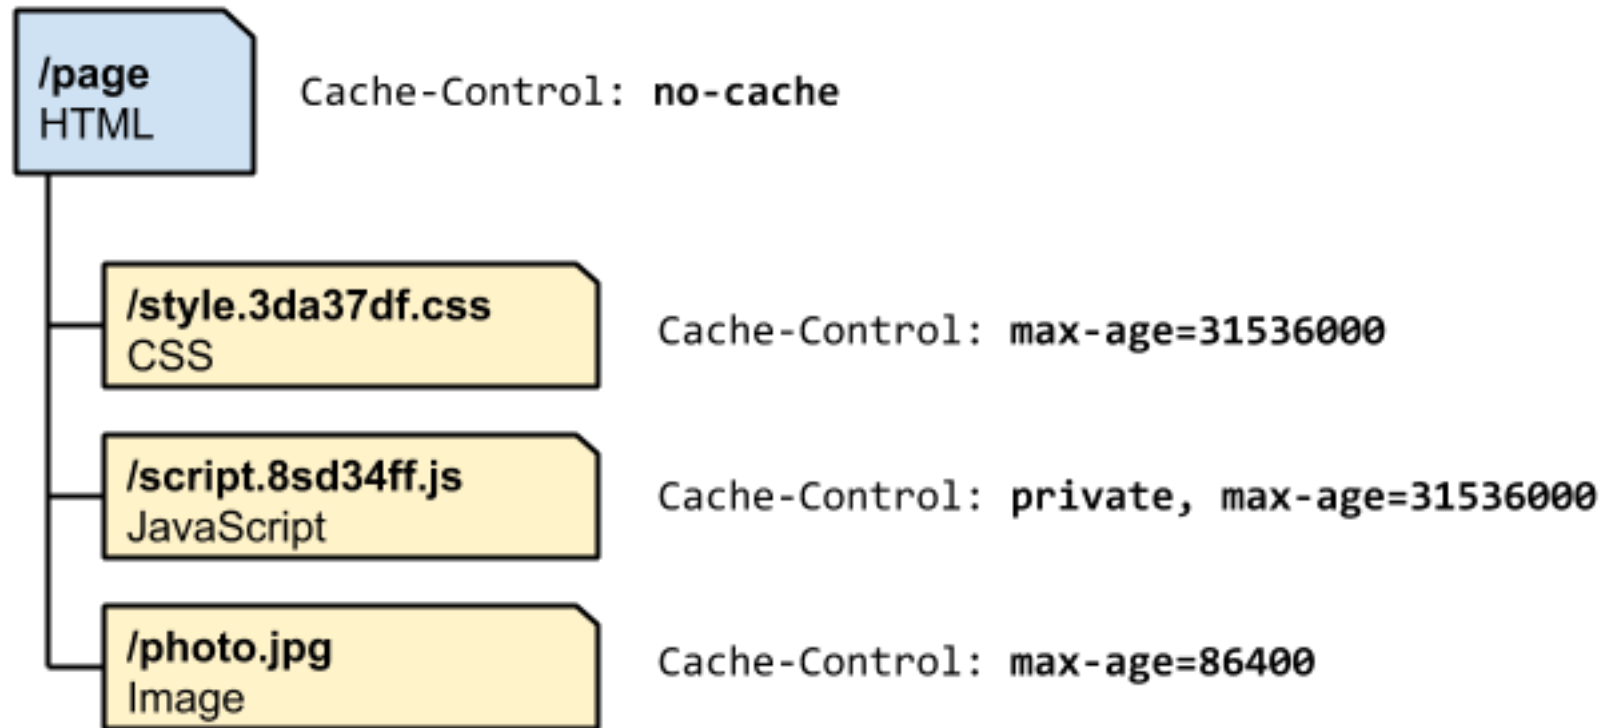 /page
HTML
Cache-Control: no-cache
/style.3da37df.css
CSS
Cache-Control: max-age=31536000
/script.8sd34ff.js
JavaScript
Cache-Control: private, max-age=31536000
/photo.jpg
Image
Cache-Control: max-age=86400